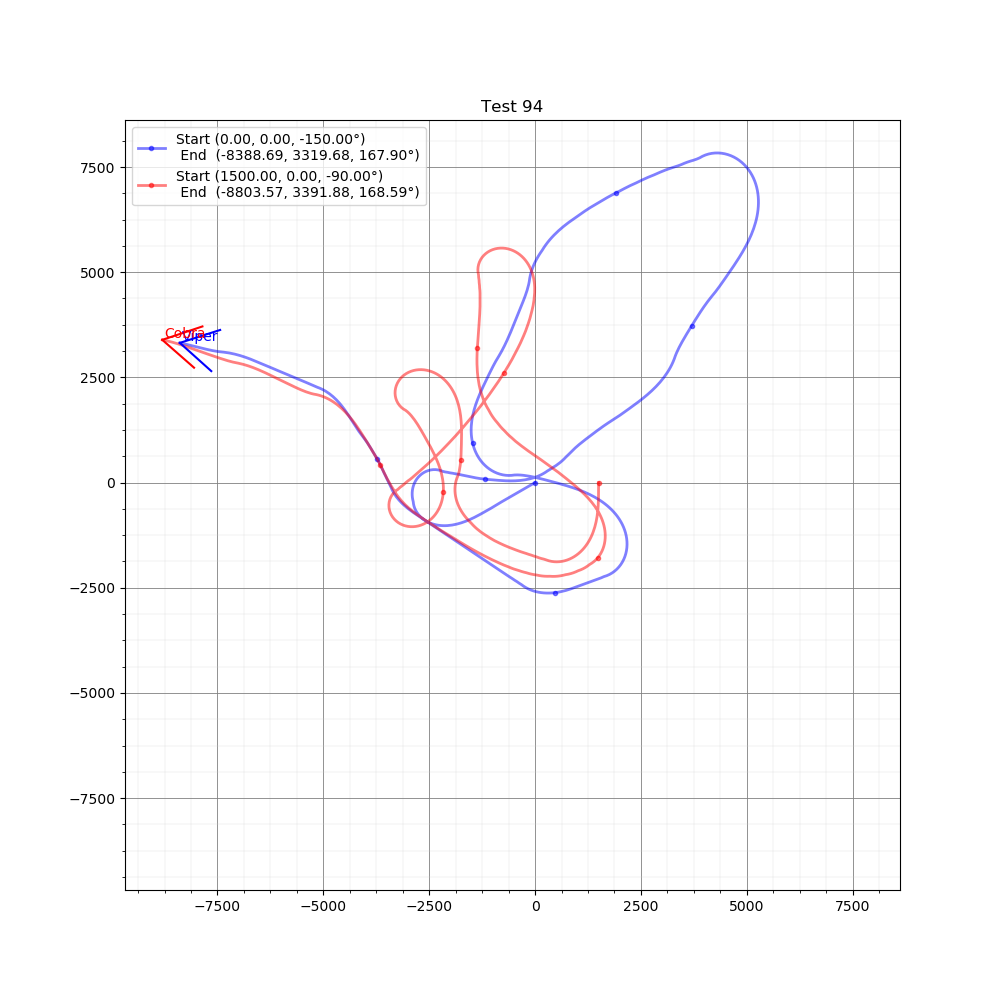 Test 94
Start (0.00, 0.00, -150.00°)
End  (-8388.69, 3319.68, 167.90°)
Start (1500.00, 0.00, -90.00°)
End  (-8803.57, 3391.88, 168.59°)
7500
5000
2500
0
−2500
−5000
−7500
Cobra
Viper
−7500
−5000
−2500
0
2500
5000
7500